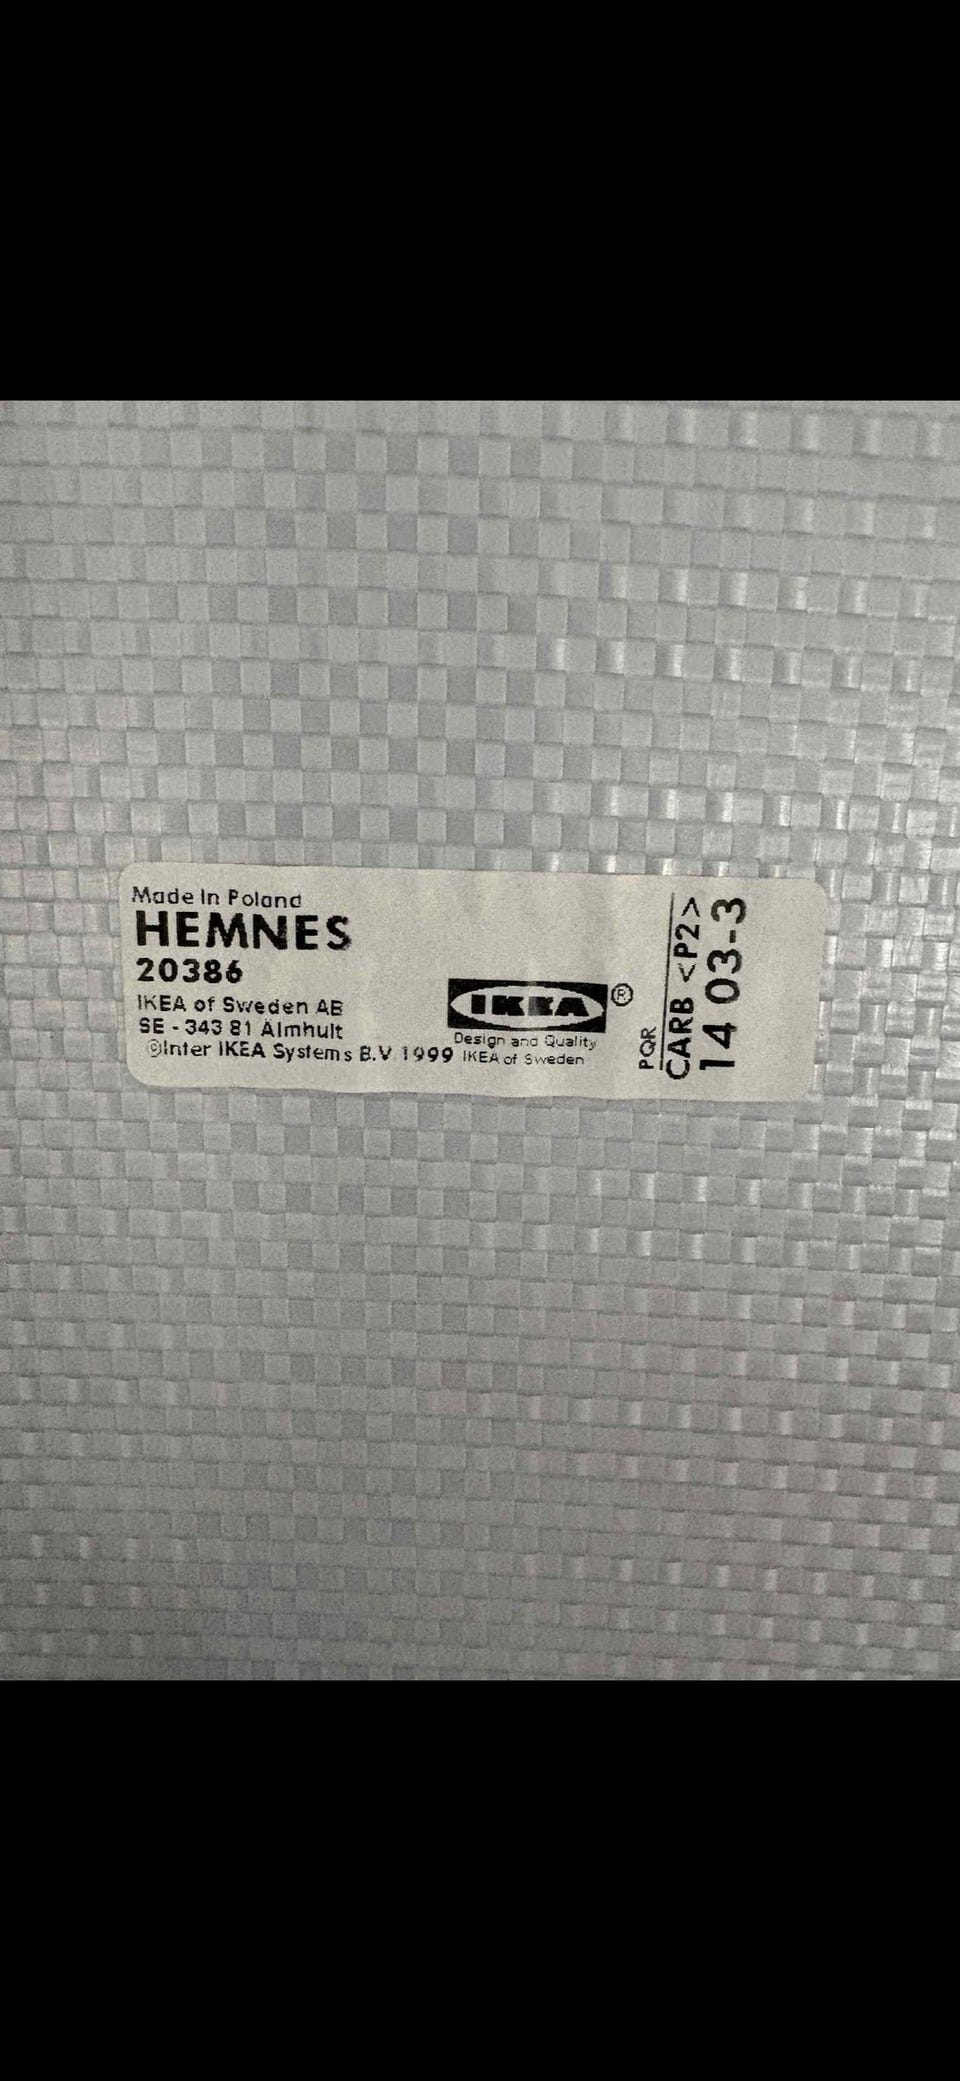 Made In Poland
HEMNES
20386
IKEA of Sweden AB
SE - 343 81 Älmhult
©Inter IKEA Systems B.V. 1999
IKEA®
Design and Quality
IKEA of Sweden
PQR
CARB <P2>
14 03-3